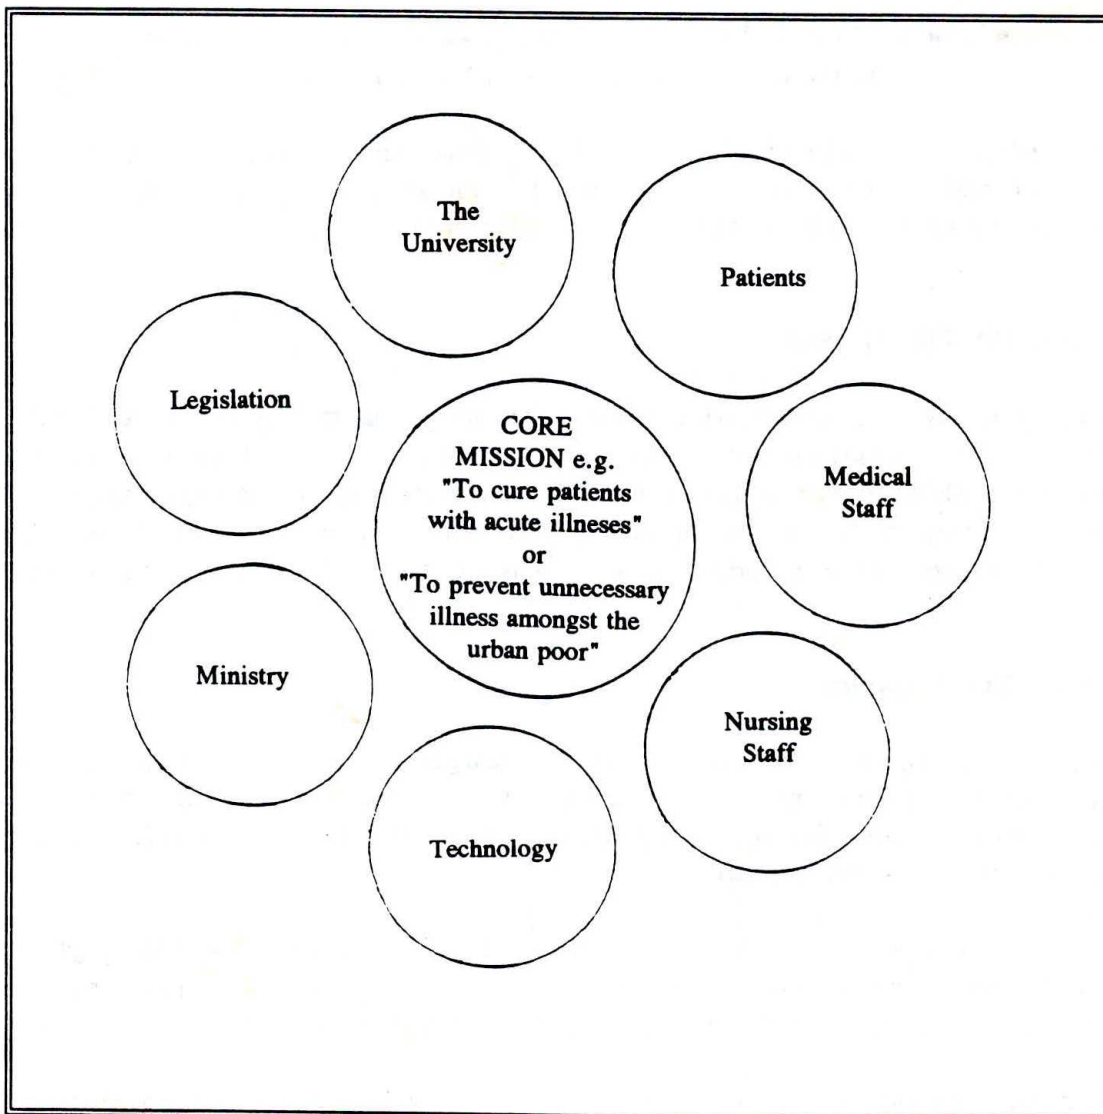 The
University
Patients
Legislation
CORE
MISSION e.g.
"To cure patients
with acute illneses"
or
"To prevent unnecessary
illness amongst the
urban poor"
Medical
Staff
Ministry
Nursing
Staff
Technology